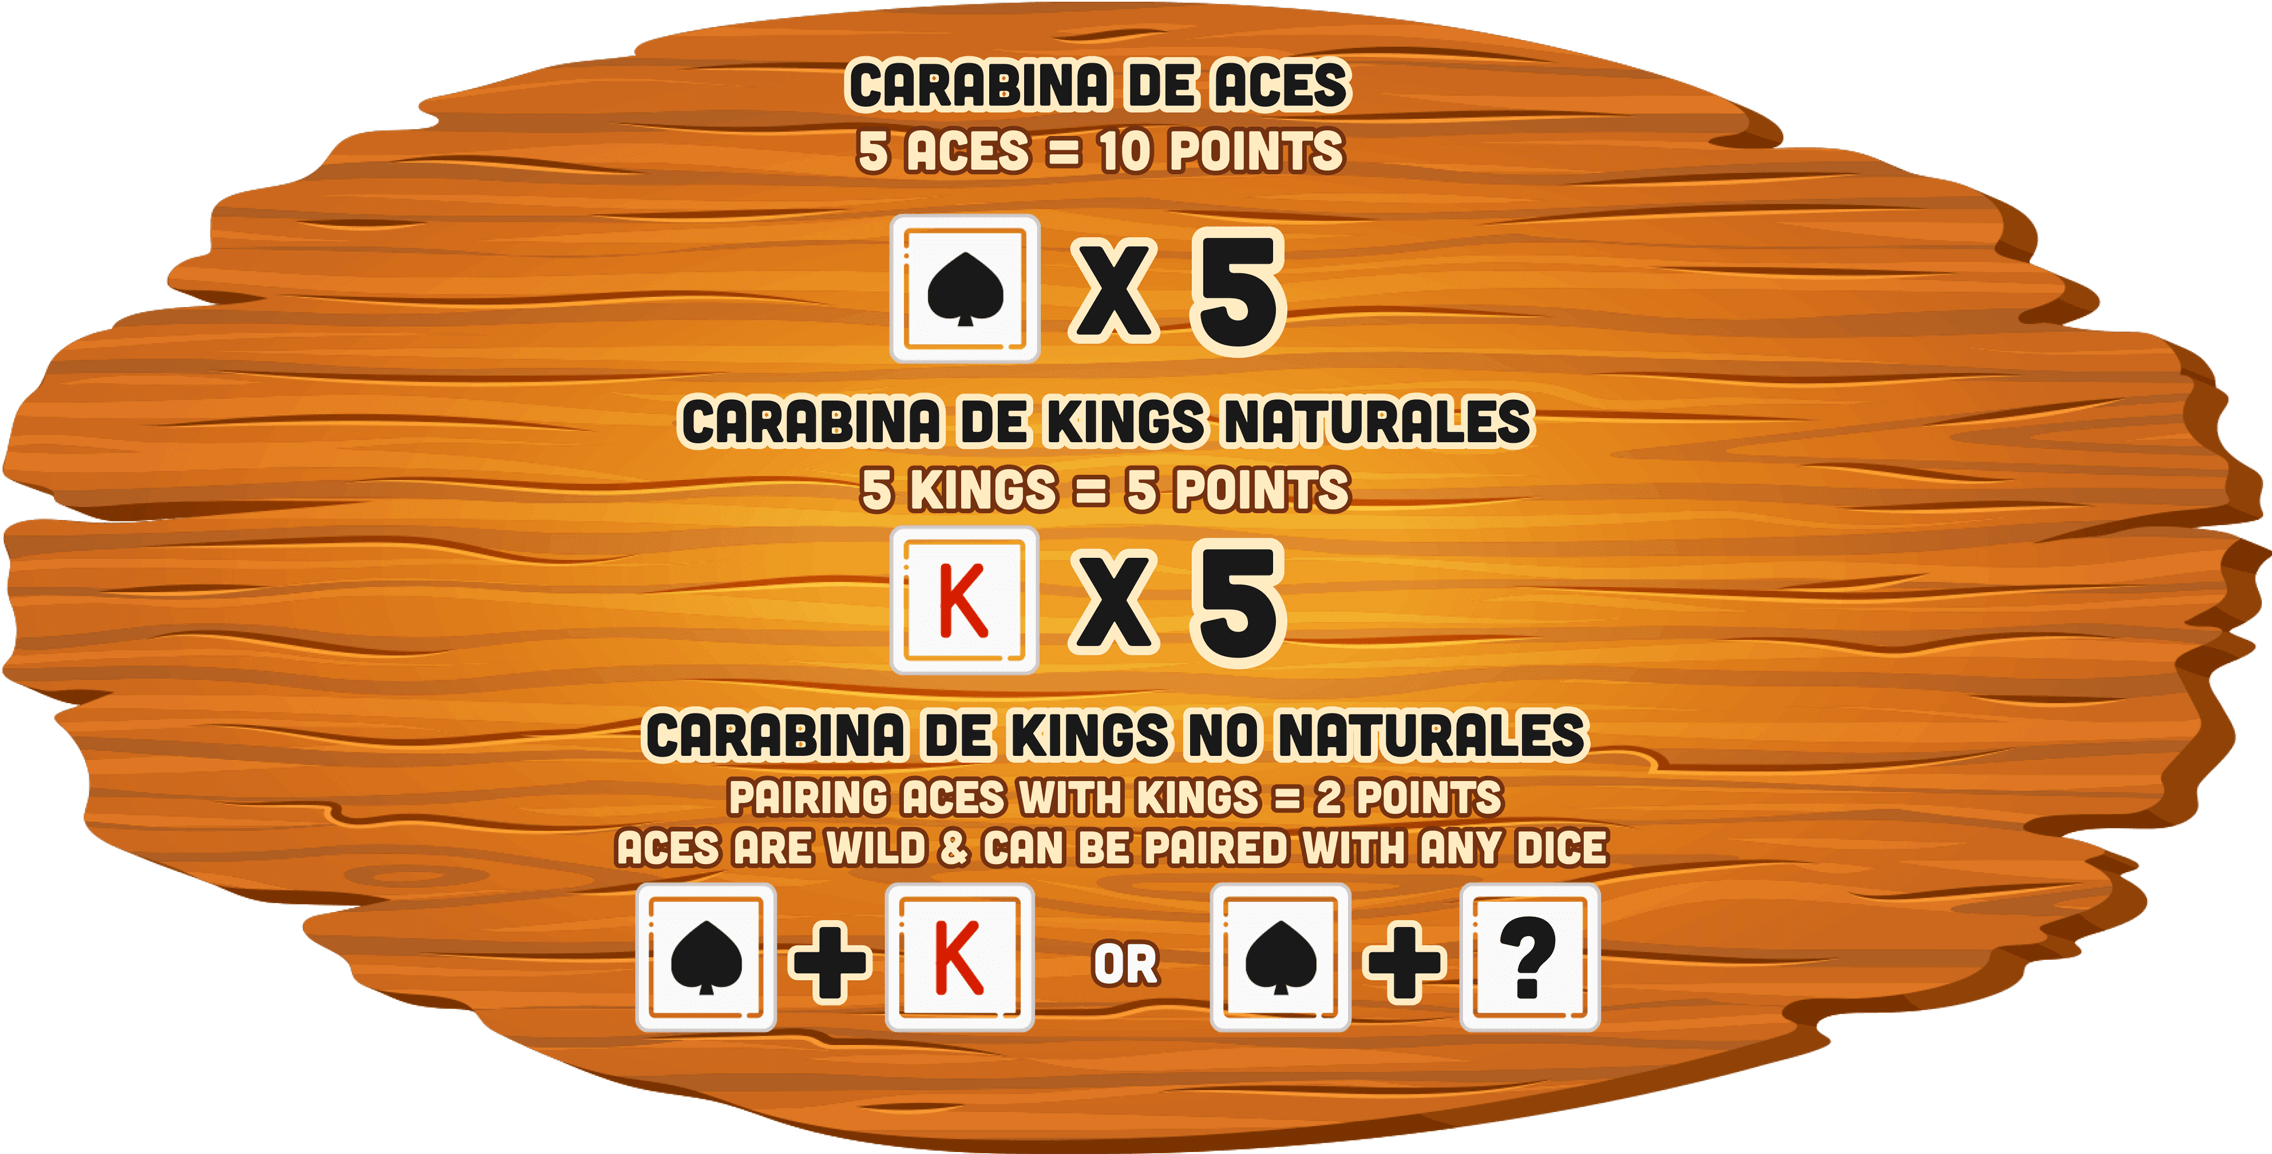 CARABINA DE ACES
5 ACES = 10 POINTS
♠ X 5
CARABINA DE KINGS NATURALES
5 KINGS = 5 POINTS
K X 5
CARABINA DE KINGS NO NATURALES
PAIRING ACES WITH KINGS = 2 POINTS
ACES ARE WILD & CAN BE PAIRED WITH ANY DICE
♠ + K OR ♠ + ?